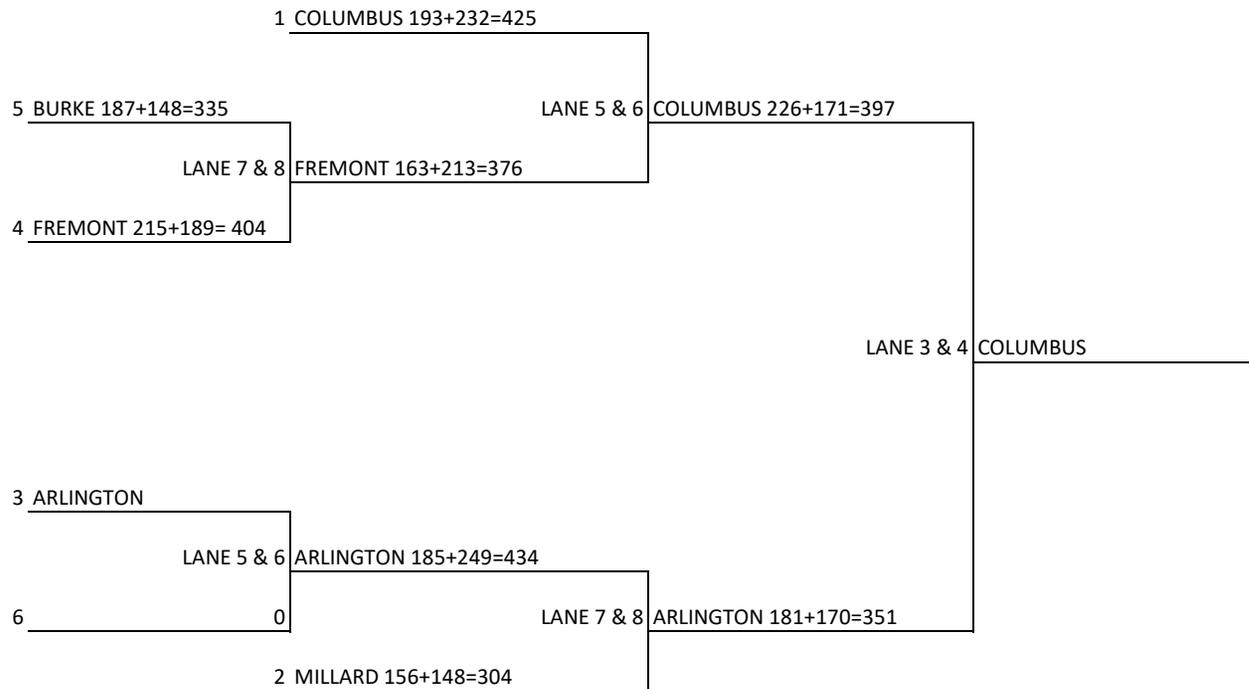 1 COLUMBUS 193+232=425
5 BURKE 187+148=335
LANE 5 & 6 COLUMBUS 226+171=397
LANE 7 & 8 FREMONT 163+213=376
4 FREMONT 215+189= 404
LANE 3 & 4 COLUMBUS
3 ARLINGTON
LANE 5 & 6 ARLINGTON 185+249=434
6 0
LANE 7 & 8 ARLINGTON 181+170=351
2 MILLARD 156+148=304